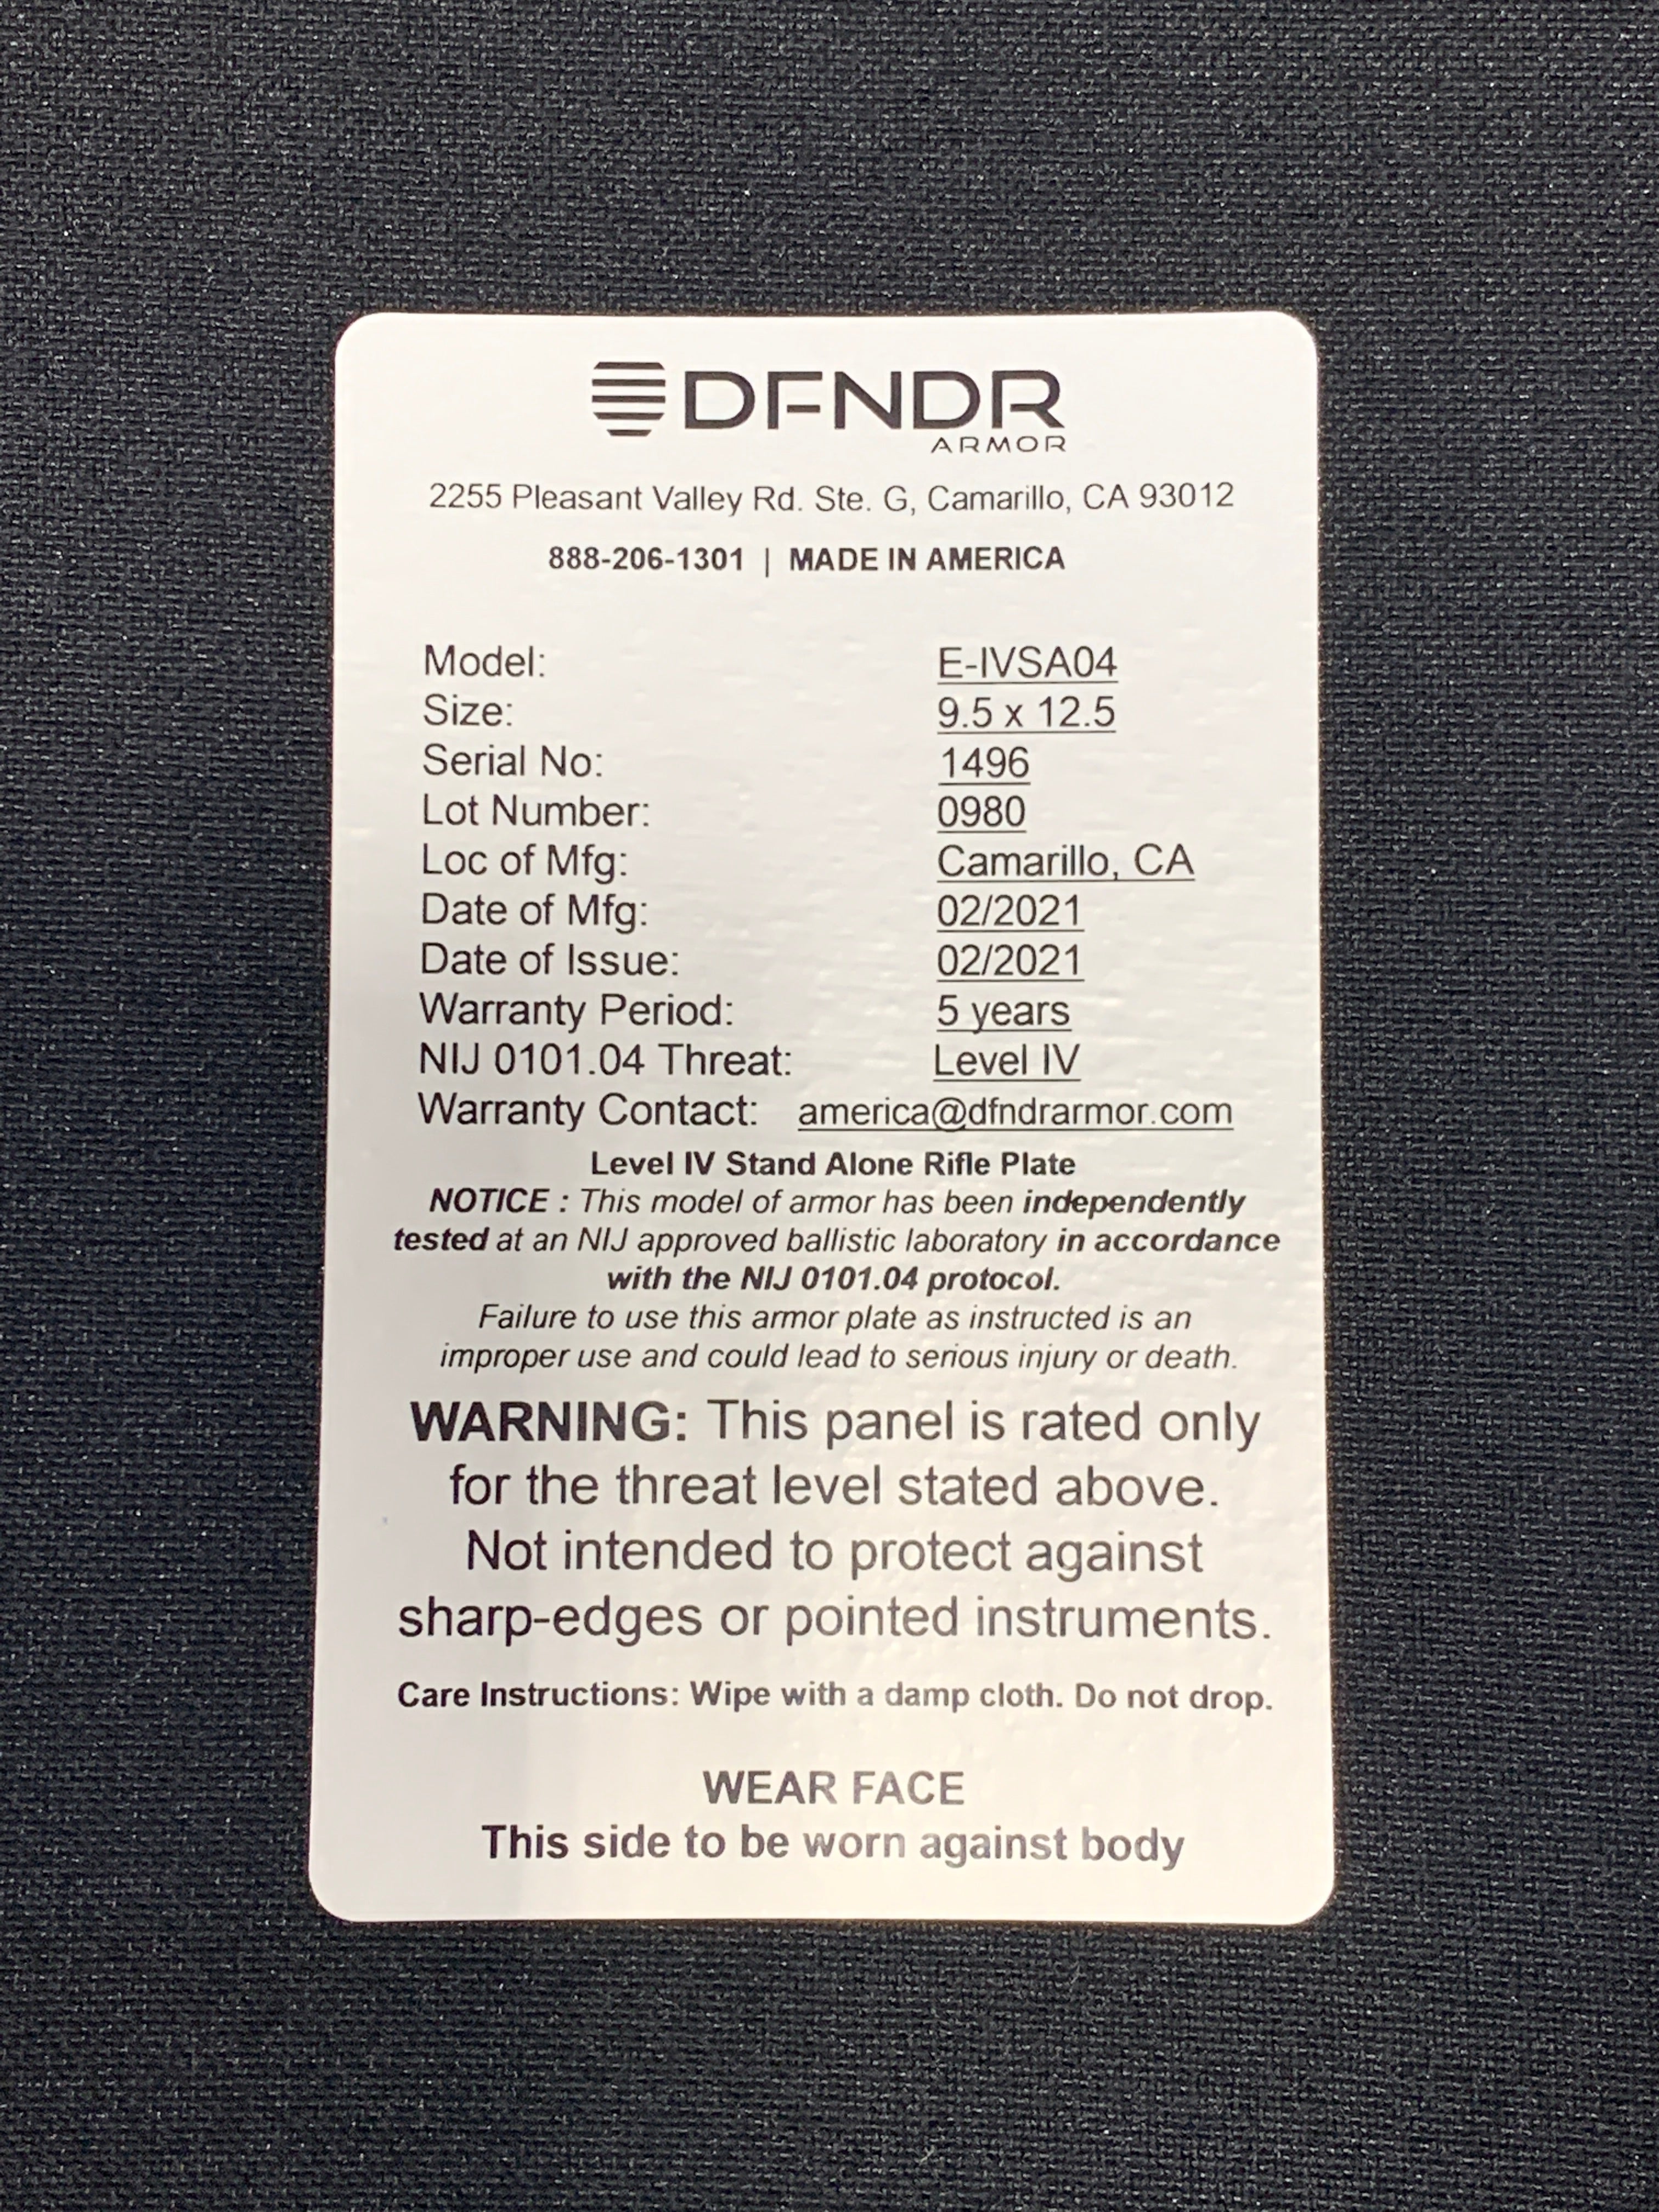 DFNDR
ARMOR
2255 Pleasant Valley Rd. Ste. G, Camarillo, CA 93012
888-206-1301 | MADE IN AMERICA
Model: E-IVSA04
Size: 9.5 x 12.5
Serial No: 1496
Lot Number: 0980
Loc of Mfg: Camarillo, CA
Date of Mfg: 02/2021
Date of Issue: 02/2021
Warranty Period: 5 years
NIJ 0101.04 Threat: Level IV
Warranty Contact: america@dfndrarmor.com
Level IV Stand Alone Rifle Plate
NOTICE : This model of armor has been independently
tested at an NIJ approved ballistic laboratory in accordance
with the NIJ 0101.04 protocol.
Failure to use this armor plate as instructed is an
improper use and could lead to serious injury or death.
WARNING: This panel is rated only
for the threat level stated above.
Not intended to protect against
sharp-edges or pointed instruments.
Care Instructions: Wipe with a damp cloth. Do not drop.
WEAR FACE
This side to be worn against body